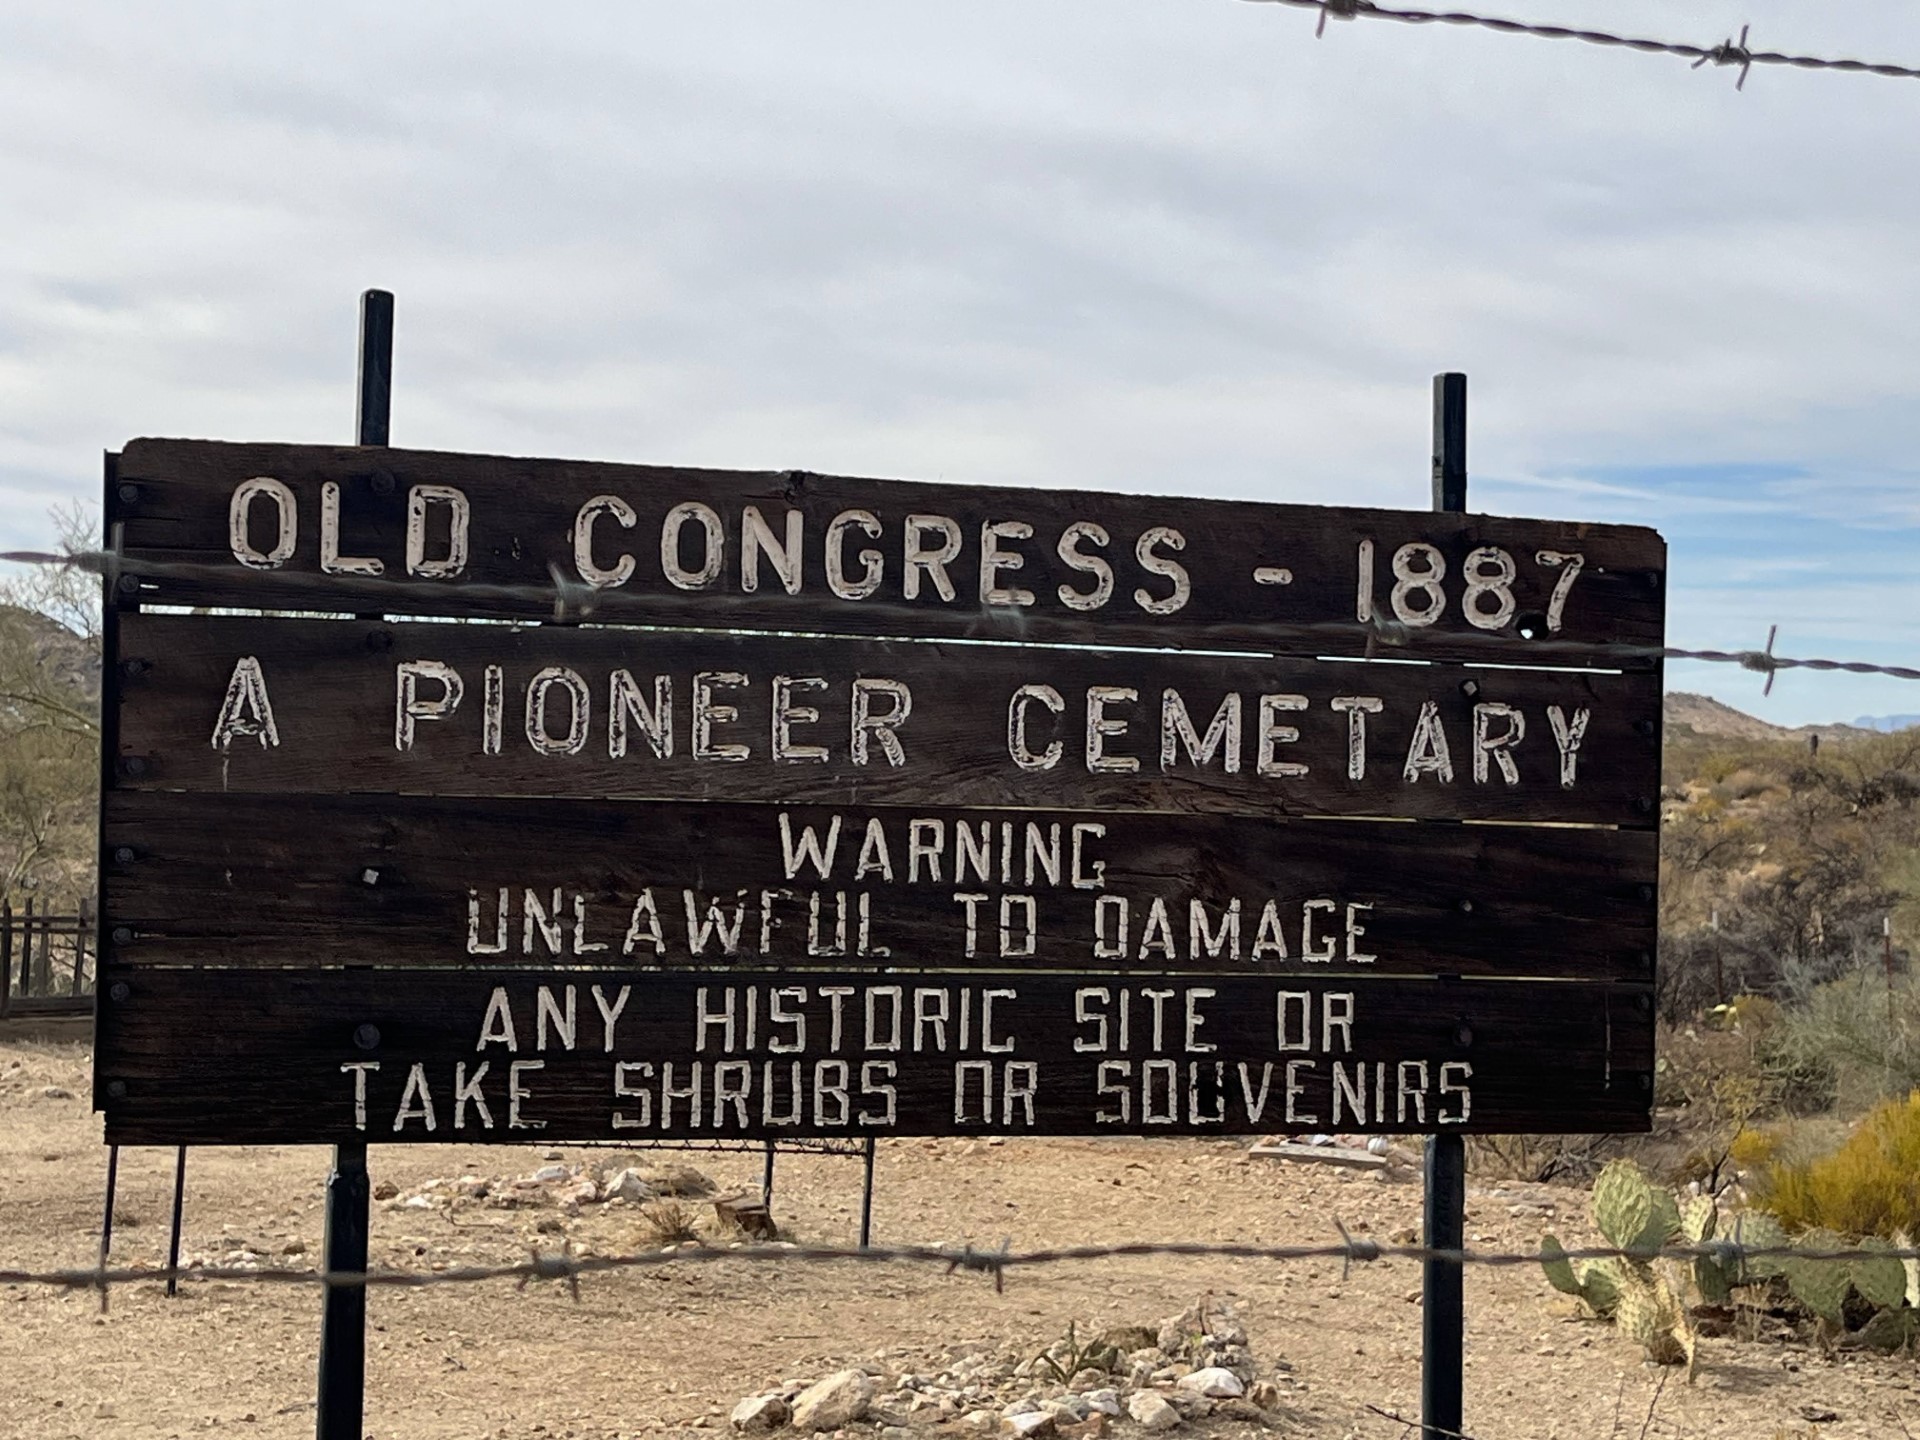 OLD CONGRESS - 1887
A PIONEER CEMETARY
WARNING
UNLAWFUL TO DAMAGE
ANY HISTORIC SITE OR
TAKE SHRUBS OR SOUVENIRS